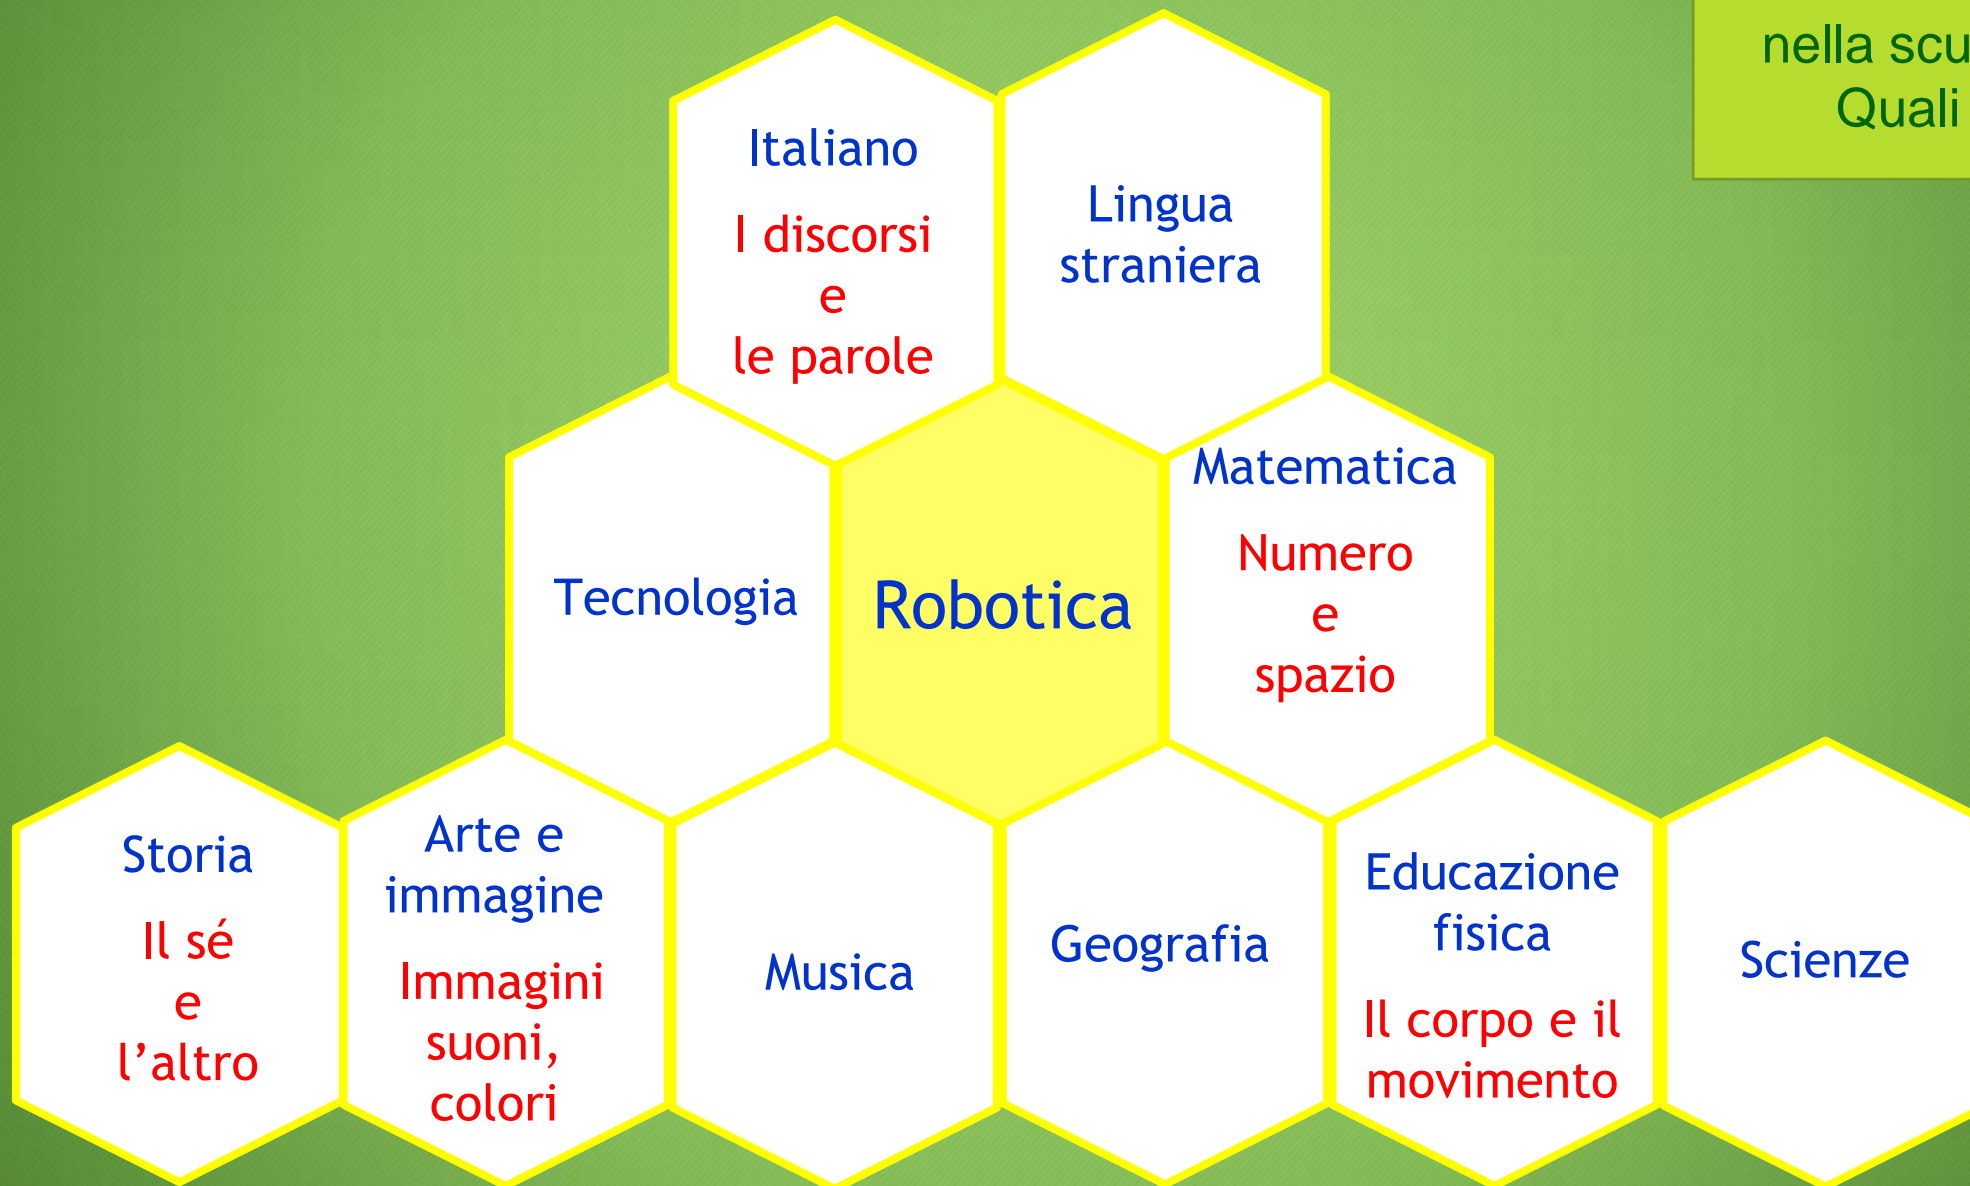 nella scu
Quali
Italiano
I discorsi
e
le parole
Lingua
straniera
Tecnologia
Robotica
Matematica
Numero
e
spazio
Storia
Il sé
e
l’altro
Arte e
immagine
Immagini
suoni,
colori
Musica
Geografia
Educazione
fisica
Il corpo e il
movimento
Scienze